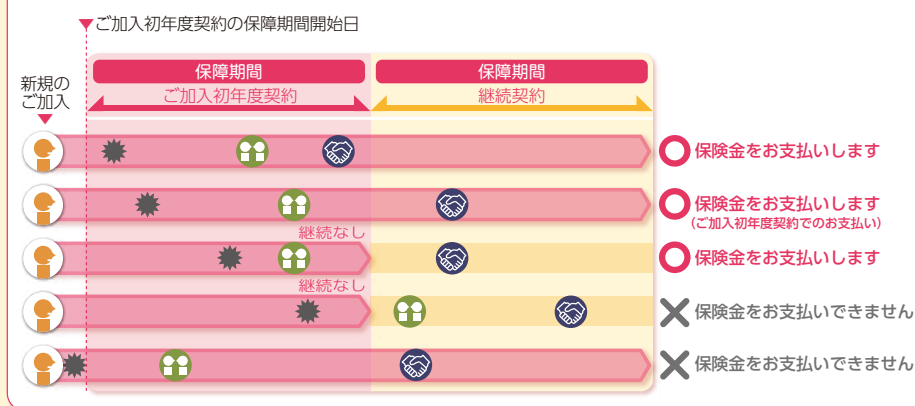 ご加入初年度契約の保障期間開始日
保障期間
保障期間
新規の
ご加入
ご加入初年度契約
継続契約
保険金をお支払いします
保険金をお支払いします
(ご加入初年度契約でのお支払い)
継続なし
保険金をお支払いします
継続なし
保険金をお支払いできません
保険金をお支払いできません